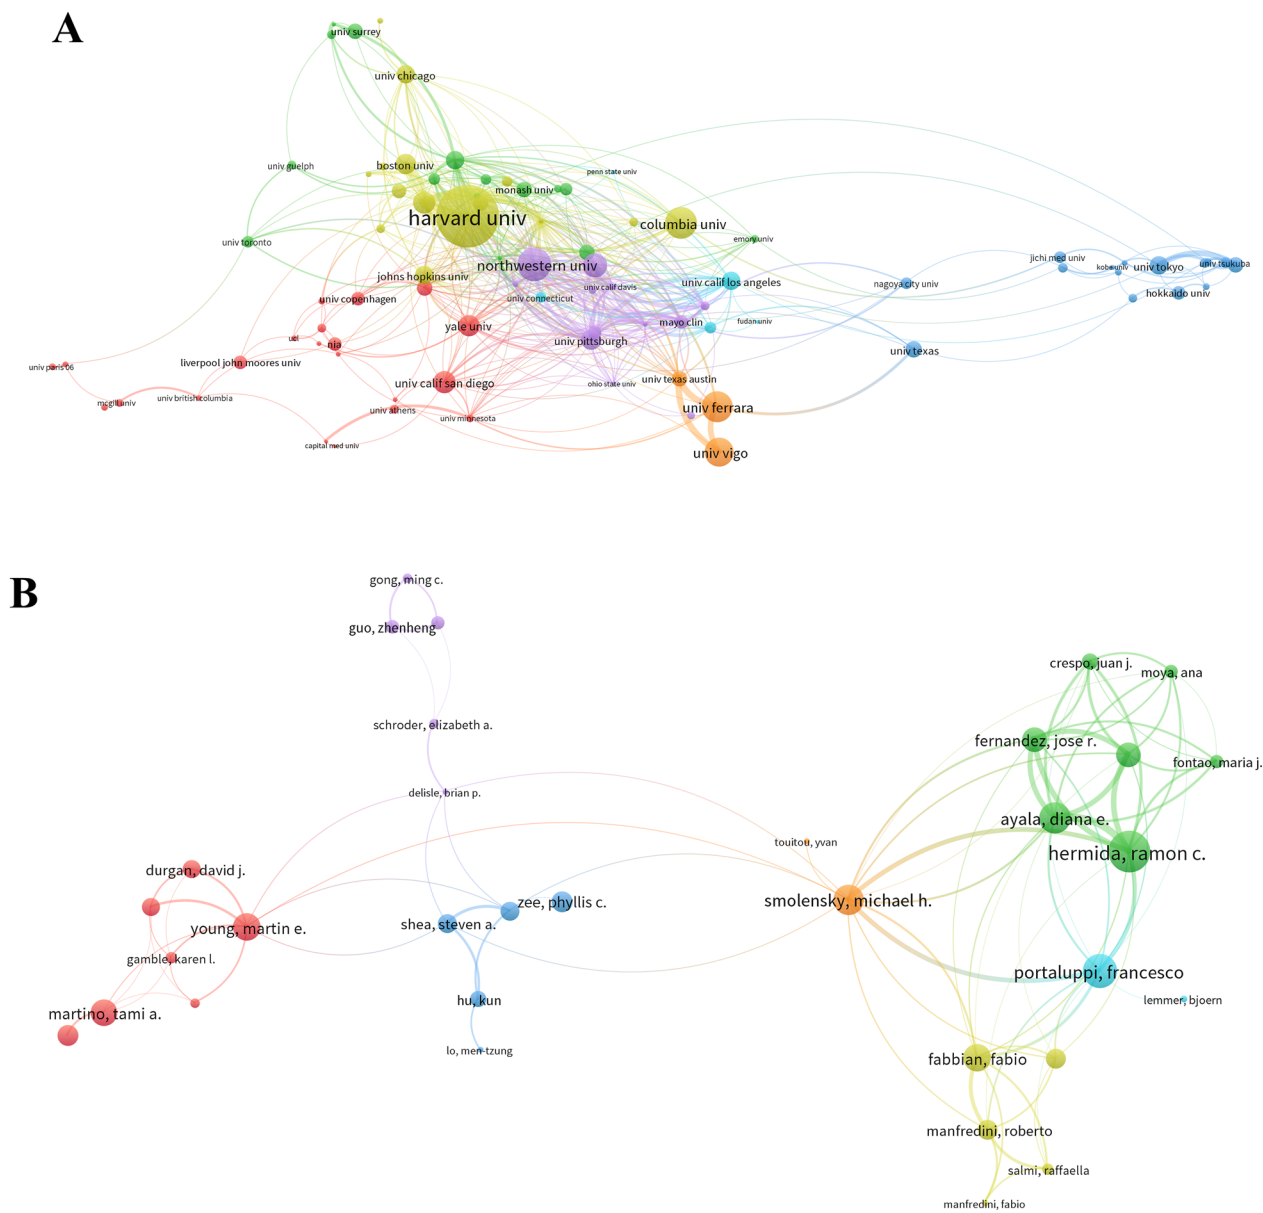 A
univ surrey
univ chicago
boston univ
univ guelph
penn state univ
monash univ
harvard univ
columbia univ
univ toronto
emory univ
northwestern univ
johns hopkins univ
univ calif los angeles
univ calif davis
univ connecticut
univ copenhagen
jichi med univ
kobe univ
univ tokyo
univ tsukuba
nagoya city univ
hokkaido univ
yale univ
mayo clin
fudan univ
ucl
nia
univ pittsburgh
univ texas
univ paris 06
liverpool john moores univ
univ calif san diego
ohio state univ
univ texas austin
mcgill univ
univ british columbia
univ athens
univ minnesota
univ ferrara
capital med univ
univ vigo
B
gong, ming c.
guo, zhenheng
schroder, elizabeth a.
delisle, brian p.
crespo, juan j.
moya, ana
fernandez, jose r.
fontao, maria j.
ayala, diana e.
touitou, yvan
hermida, ramon c.
durgan, david j.
zee, phyllis c.
smolensky, michael h.
shea, steven a.
young, martin e.
gamble, karen l.
portaluppi, francesco
hu, kun
lemmer, bjoern
martino, tami a.
lo, men-tzung
fabbian, fabio
manfredini, roberto
salmi, raffaella
manfredini, fabio